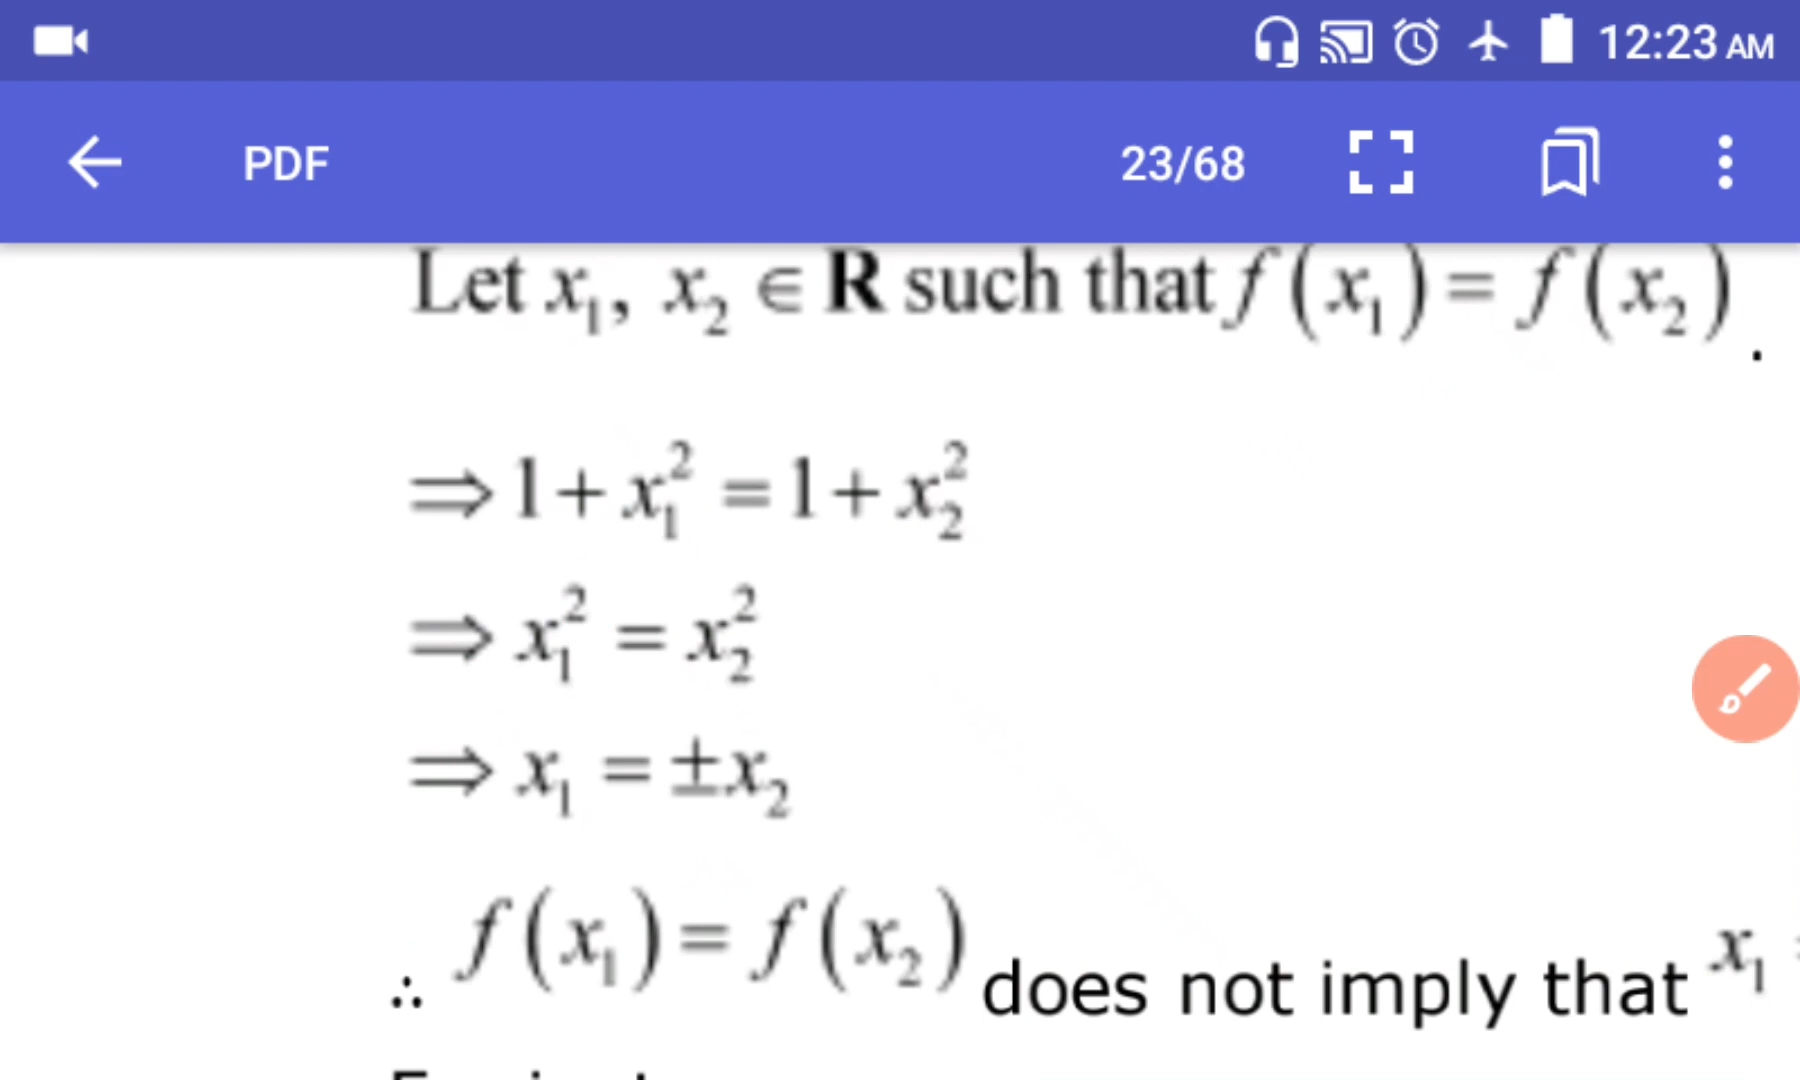 12:23 AM
PDF 23/68
Let x₁, x₂ ∈ R such that f(x₁) = f(x₂).
⇒ 1 + x₁² = 1 + x₂²
⇒ x₁² = x₂²
⇒ x₁ = ±x₂
∴ f(x₁) = f(x₂) does not imply that x₁